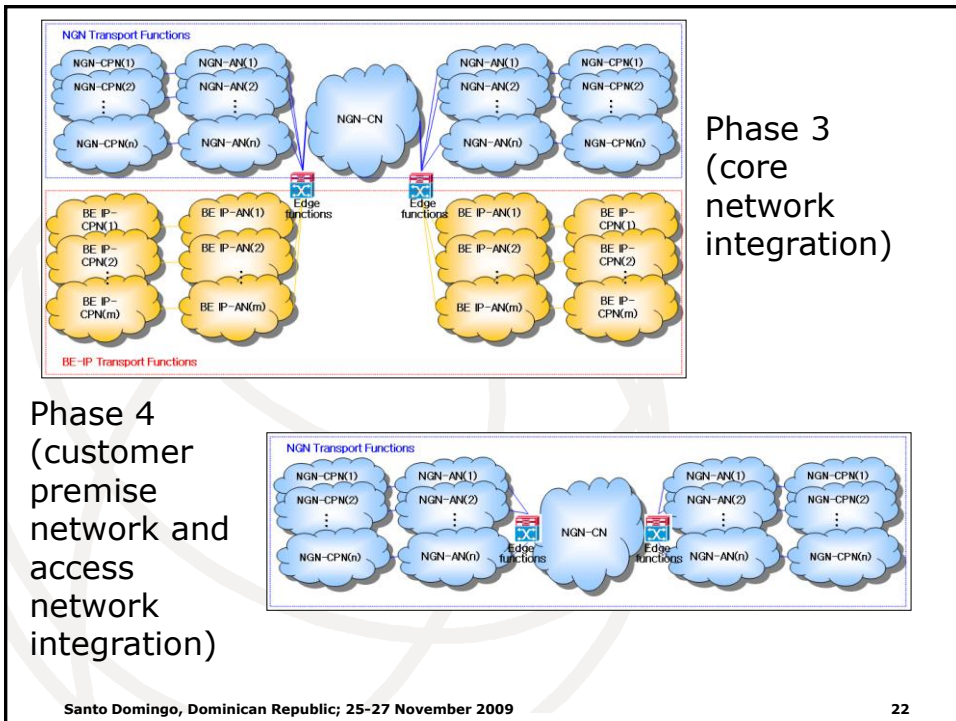 NGN Transport Functions
NGN-CPN(1) NGN-AN(1) NGN-AN(1) NGN-CPN(1)
NGN-CPN(2) NGN-AN(2) NGN-AN(2) NGN-CPN(2)
⋮ ⋮ ⋮ ⋮
NGN-CN
NGN-CPN(n) NGN-AN(n) NGN-AN(n) NGN-CPN(n)
Edge functions Edge functions
BE IP-CPN(1) BE IP-AN(1) BE IP-AN(1) BE IP-CPN(1)
BE IP-CPN(2) BE IP-AN(2) BE IP-AN(2) BE IP-CPN(2)
⋮ ⋮ ⋮ ⋮
BE IP-CPN(m) BE IP-AN(m) BE IP-AN(m) BE IP-CPN(m)
BE-IP Transport Functions
Phase 3
(core
network
integration)
Phase 4
(customer
premise
network and
access
network
integration)
NGN Transport Functions
NGN-CPN(1) NGN-AN(1) NGN-AN(1) NGN-CPN(1)
NGN-CPN(2) NGN-AN(2) NGN-AN(2) NGN-CPN(2)
⋮ ⋮ ⋮ ⋮
NGN-CN
Edge functions Edge functions
NGN-CPN(n) NGN-AN(n) NGN-AN(n) NGN-CPN(n)
Santo Domingo, Dominican Republic; 25-27 November 2009 22